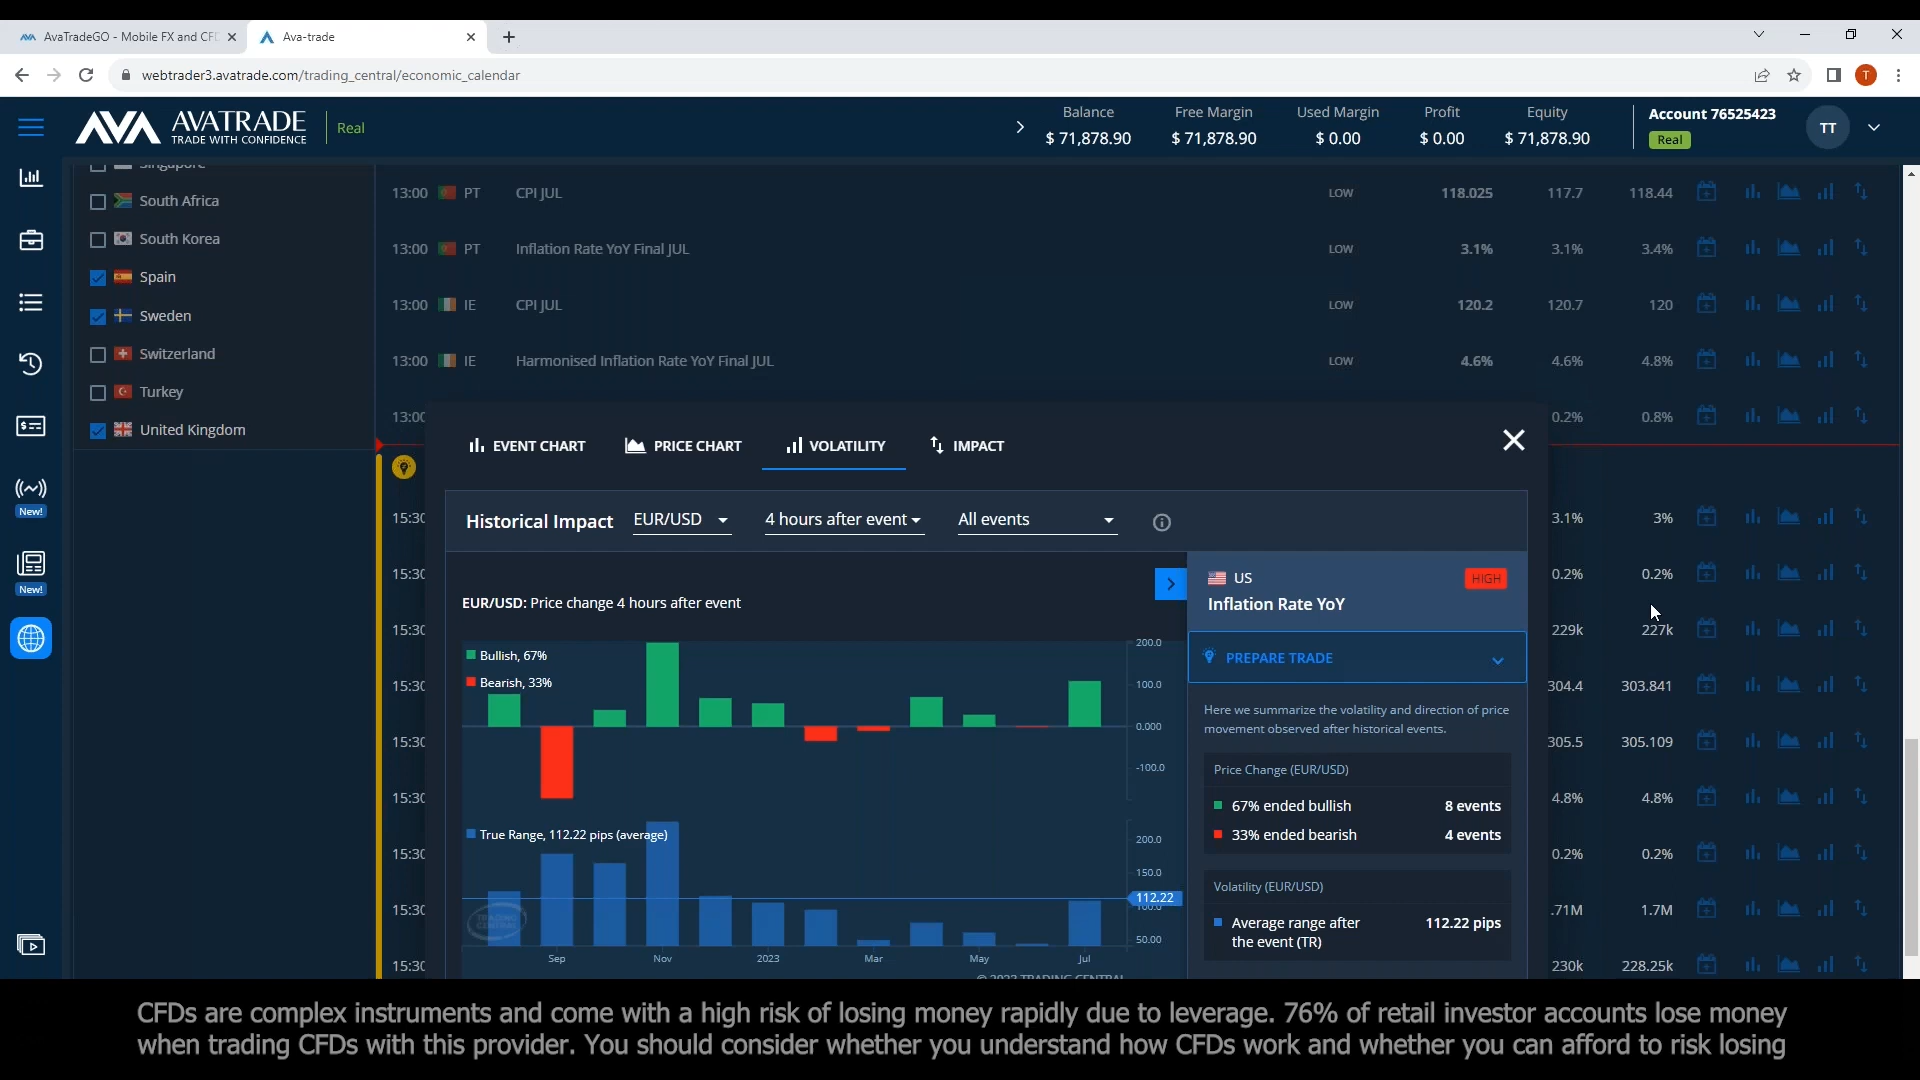 AvaTradeGO - Mobile FX and CFD
Ava-trade
webtrader3.avatrade.com/trading_central/economic_calendar
AVA AVATRADE
TRADE WITH CONFIDENCE
Real
Balance
$ 71,878.90
Free Margin
$ 71,878.90
Used Margin
$ 0.00
Profit
$ 0.00
Equity
$ 71,878.90
Account 76525423
Real
TT
Singapore
South Africa
South Korea
Spain
Sweden
Switzerland
Turkey
United Kingdom
New!
New!
13:00 PT CPI JUL LOW 118.025 117.7 118.44
13:00 PT Inflation Rate YoY Final JUL LOW 3.1% 3.1% 3.4%
13:00 IE CPI JUL LOW 120.2 120.7 120
13:00 IE Harmonised Inflation Rate YoY Final JUL LOW 4.6% 4.6% 4.8%
13:00 0.2% 0.8%
EVENT CHART PRICE CHART VOLATILITY IMPACT
15:30 3.1% 3%
15:30 0.2% 0.2%
15:30 229k 227k
15:30 304.4 303.841
15:30 305.5 305.109
15:30 4.8% 4.8%
15:30 0.2% 0.2%
15:30 .71M 1.7M
15:30 230k 228.25k
Historical Impact EUR/USD 4 hours after event All events
EUR/USD: Price change 4 hours after event
Bullish, 67%
Bearish, 33%
200.0
100.0
0.000
-100.0
True Range, 112.22 pips (average)
200.0
150.0
112.22
100.0
50.00
TRADING
CENTRAL
Sep Nov 2023 Mar May Jul
© 2023 TRADING CENTRAL
US
HIGH
Inflation Rate YoY
PREPARE TRADE
Here we summarize the volatility and direction of price
movement observed after historical events.
Price Change (EUR/USD)
67% ended bullish 8 events
33% ended bearish 4 events
Volatility (EUR/USD)
Average range after 112.22 pips
the event (TR)
CFDs are complex instruments and come with a high risk of losing money rapidly due to leverage. 76% of retail investor accounts lose money
when trading CFDs with this provider. You should consider whether you understand how CFDs work and whether you can afford to risk losing